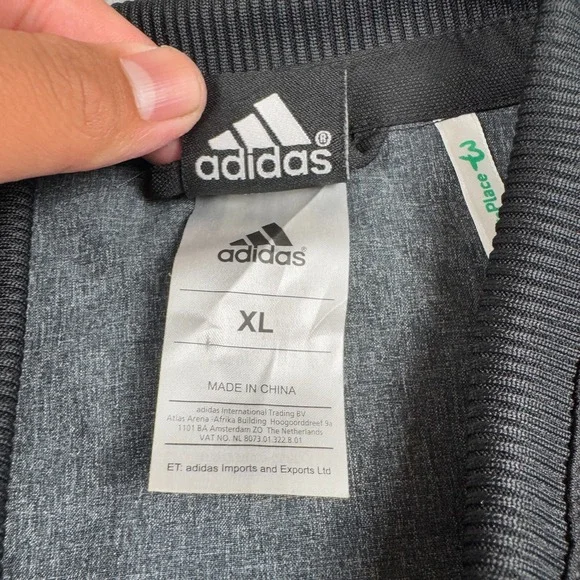 adidas®
adidas®
XL
MADE IN CHINA
adidas International Trading BV
Atlas Arena -Afrika Building Hoogoorddreef 9a
1101 BA Amsterdam ZO The Netherlands
VAT NO. NL 8073.01.322.B.01
ET: adidas Imports and Exports Ltd
Place